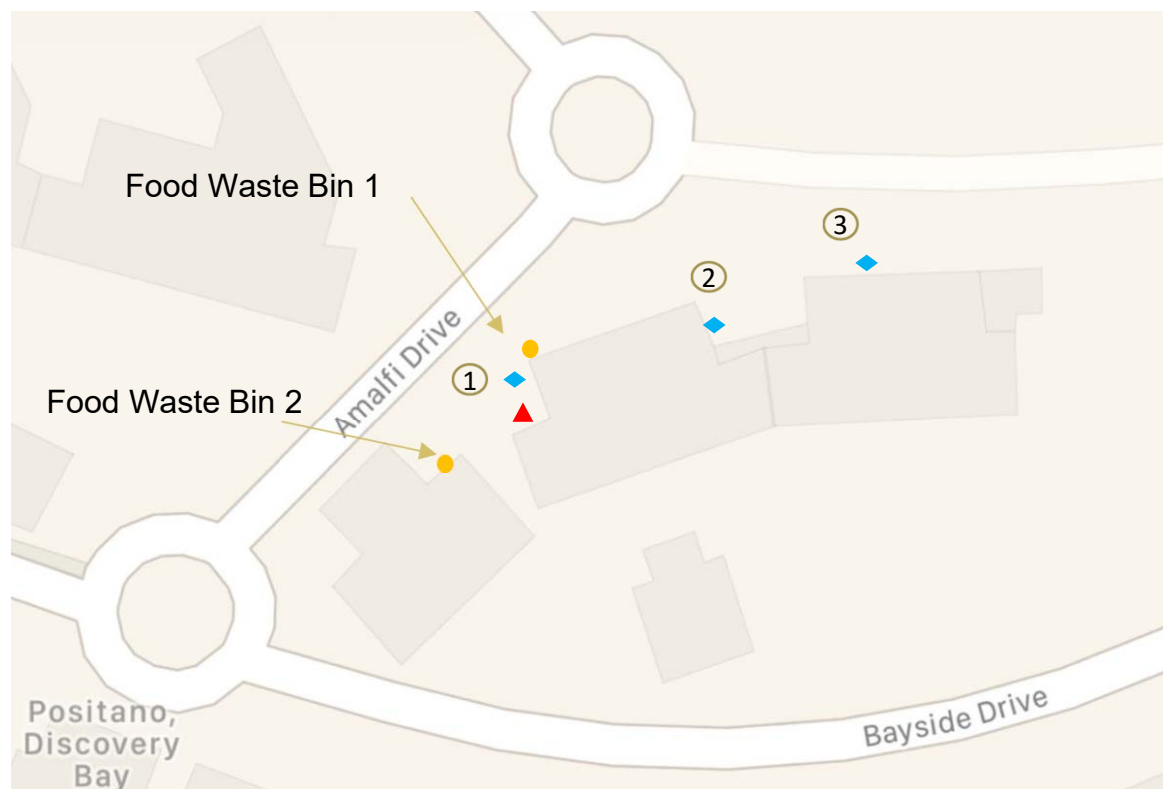 Food Waste Bin 1
3
2
Amalfi Drive
1
Food Waste Bin 2
Bayside Drive
Positano,
Discovery
Bay